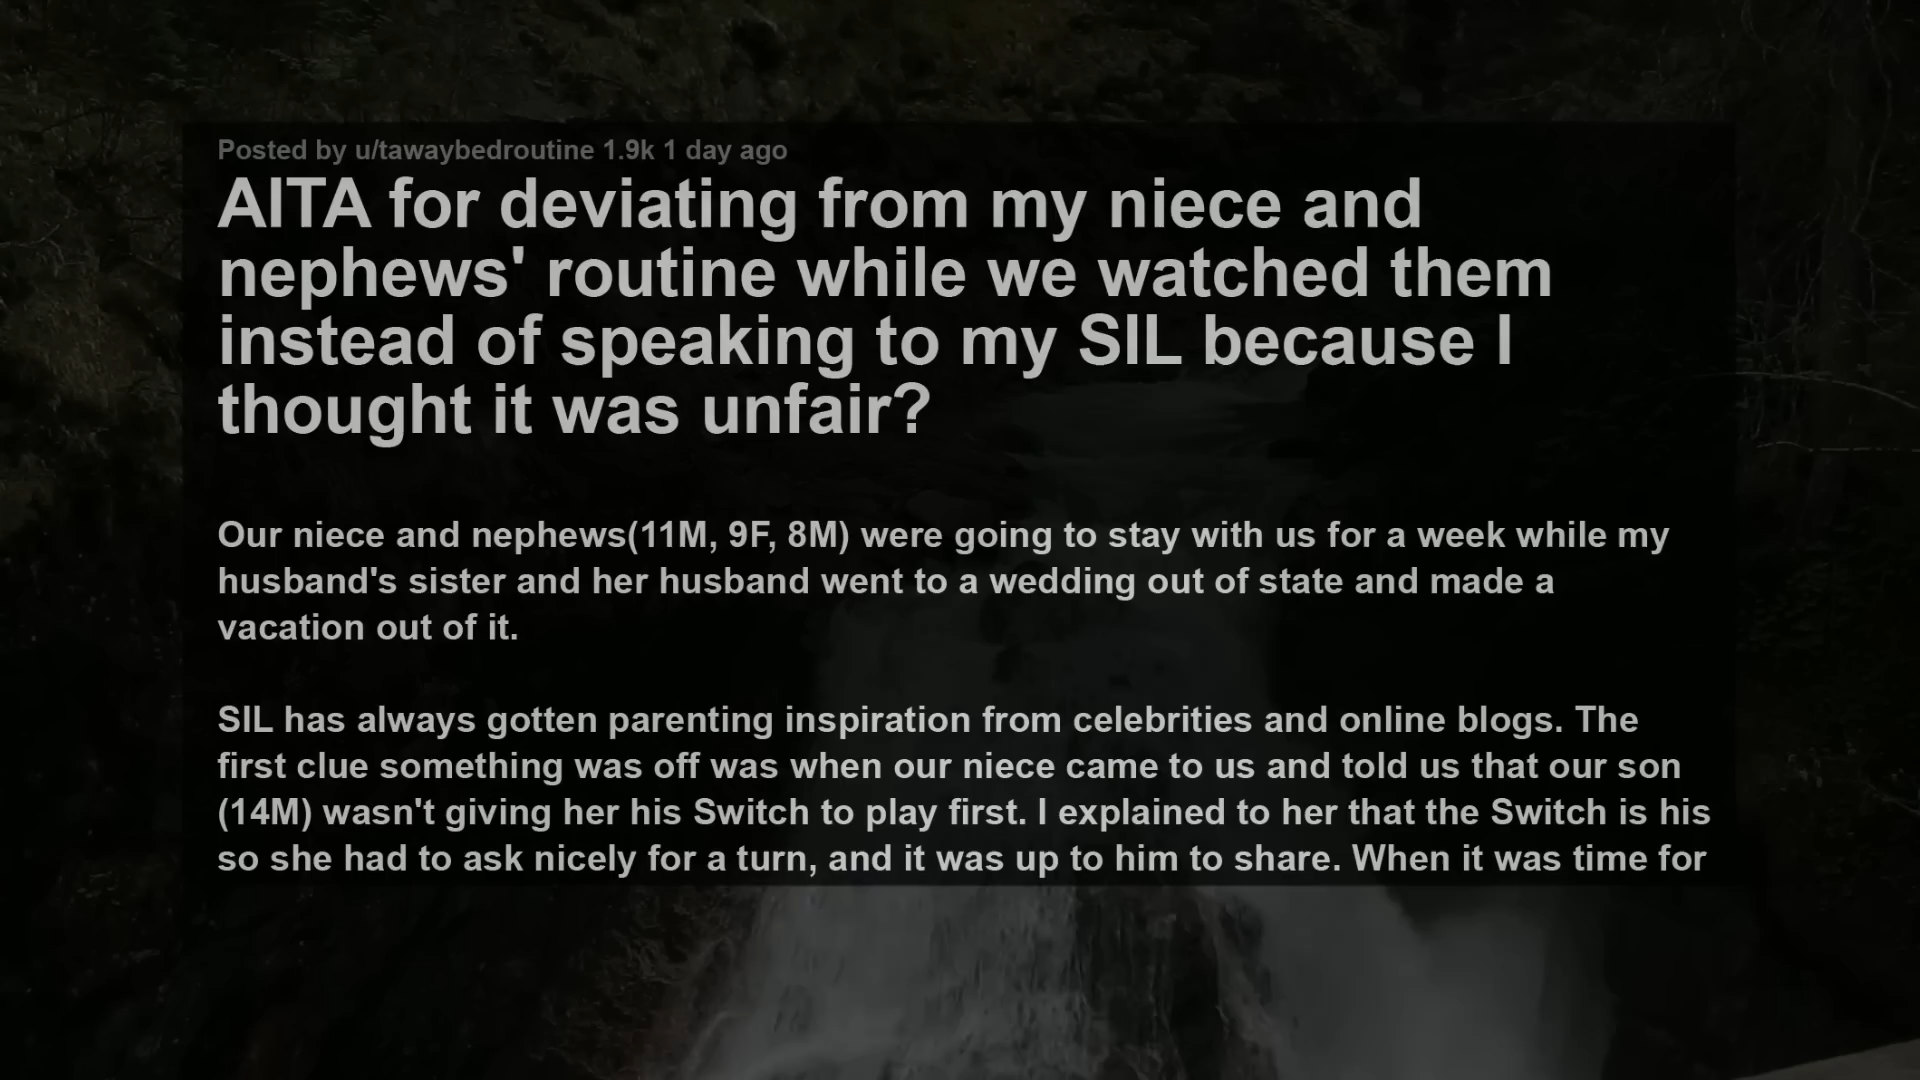 Posted by u/tawaybedroutine 1.9k 1 day ago
AITA for deviating from my niece and
nephews' routine while we watched them
instead of speaking to my SIL because I
thought it was unfair?
Our niece and nephews(11M, 9F, 8M) were going to stay with us for a week while my
husband's sister and her husband went to a wedding out of state and made a
vacation out of it.
SIL has always gotten parenting inspiration from celebrities and online blogs. The
first clue something was off was when our niece came to us and told us that our son
(14M) wasn't giving her his Switch to play first. I explained to her that the Switch is his
so she had to ask nicely for a turn, and it was up to him to share. When it was time for